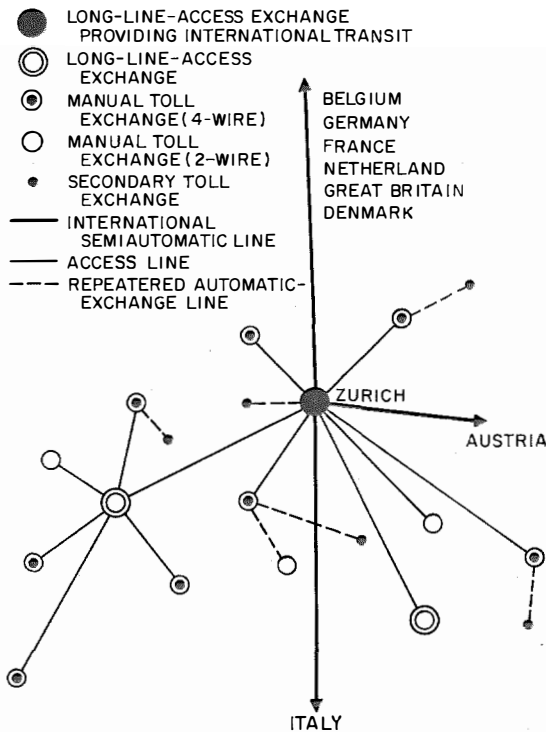 LONG-LINE-ACCESS EXCHANGE
PROVIDING INTERNATIONAL TRANSIT
LONG-LINE-ACCESS
EXCHANGE
MANUAL TOLL
EXCHANGE (4-WIRE)
MANUAL TOLL
EXCHANGE (2-WIRE)
SECONDARY TOLL
EXCHANGE
INTERNATIONAL
SEMIAUTOMATIC LINE
ACCESS LINE
REPEATERED AUTOMATIC-
EXCHANGE LINE
BELGIUM
GERMANY
FRANCE
NETHERLAND
GREAT BRITAIN
DENMARK
ZURICH
AUSTRIA
ITALY